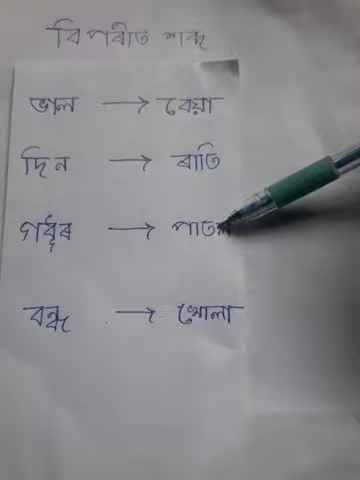 বিপৰীত শব্দ
ভাল → বেয়া
দিন → ৰাতি
গধুৰ →
বন্ধ → খোলা